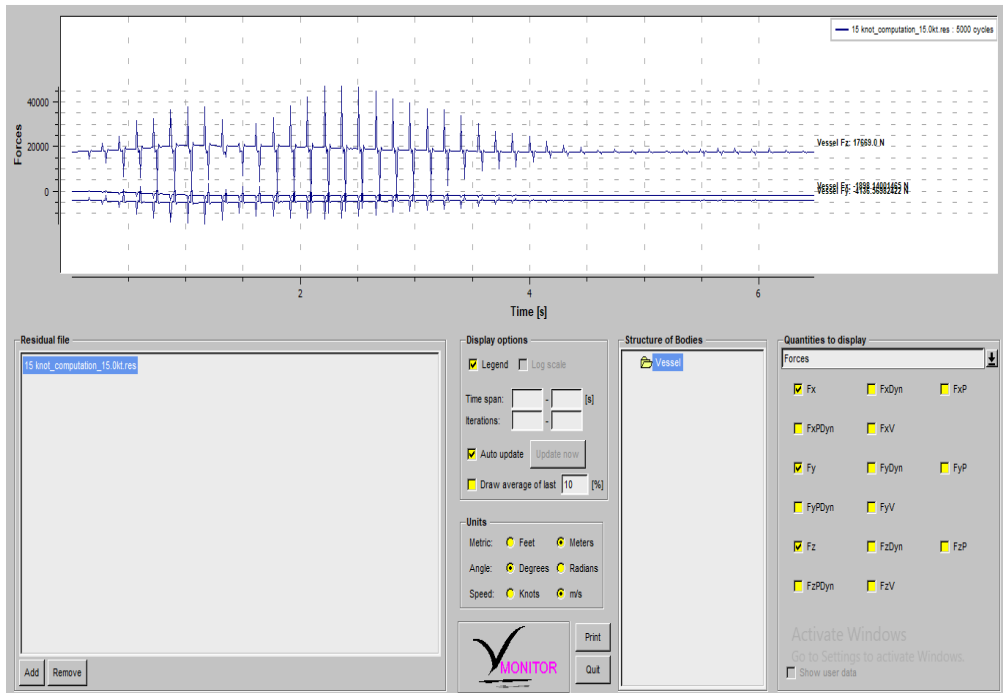 15 knot_computation_15.0kt.res : 5000 cycles
Forces
40000
20000
0
Vessel Fz: 17669.0 N
2
4
6
Time [s]
Residual file
15 knot_computation_15.0kt.res
Add
Remove
Display options
Legend
Log scale
Time span:
-
[s]
Iterations:
-
Auto update
Update now
Draw average of last
10
[%]
Units
Metric:
Feet
Meters
Angle:
Degrees
Radians
Speed:
Knots
m/s
MONITOR
Print
Quit
Structure of Bodies
Vessel
Quantities to display
Forces
Fx
FxDyn
FxP
FxPDyn
FxV
Fy
FyDyn
FyP
FyPDyn
FyV
Fz
FzDyn
FzP
FzPDyn
FzV
Activate Windows
Go to Settings to activate Windows.
Show user data